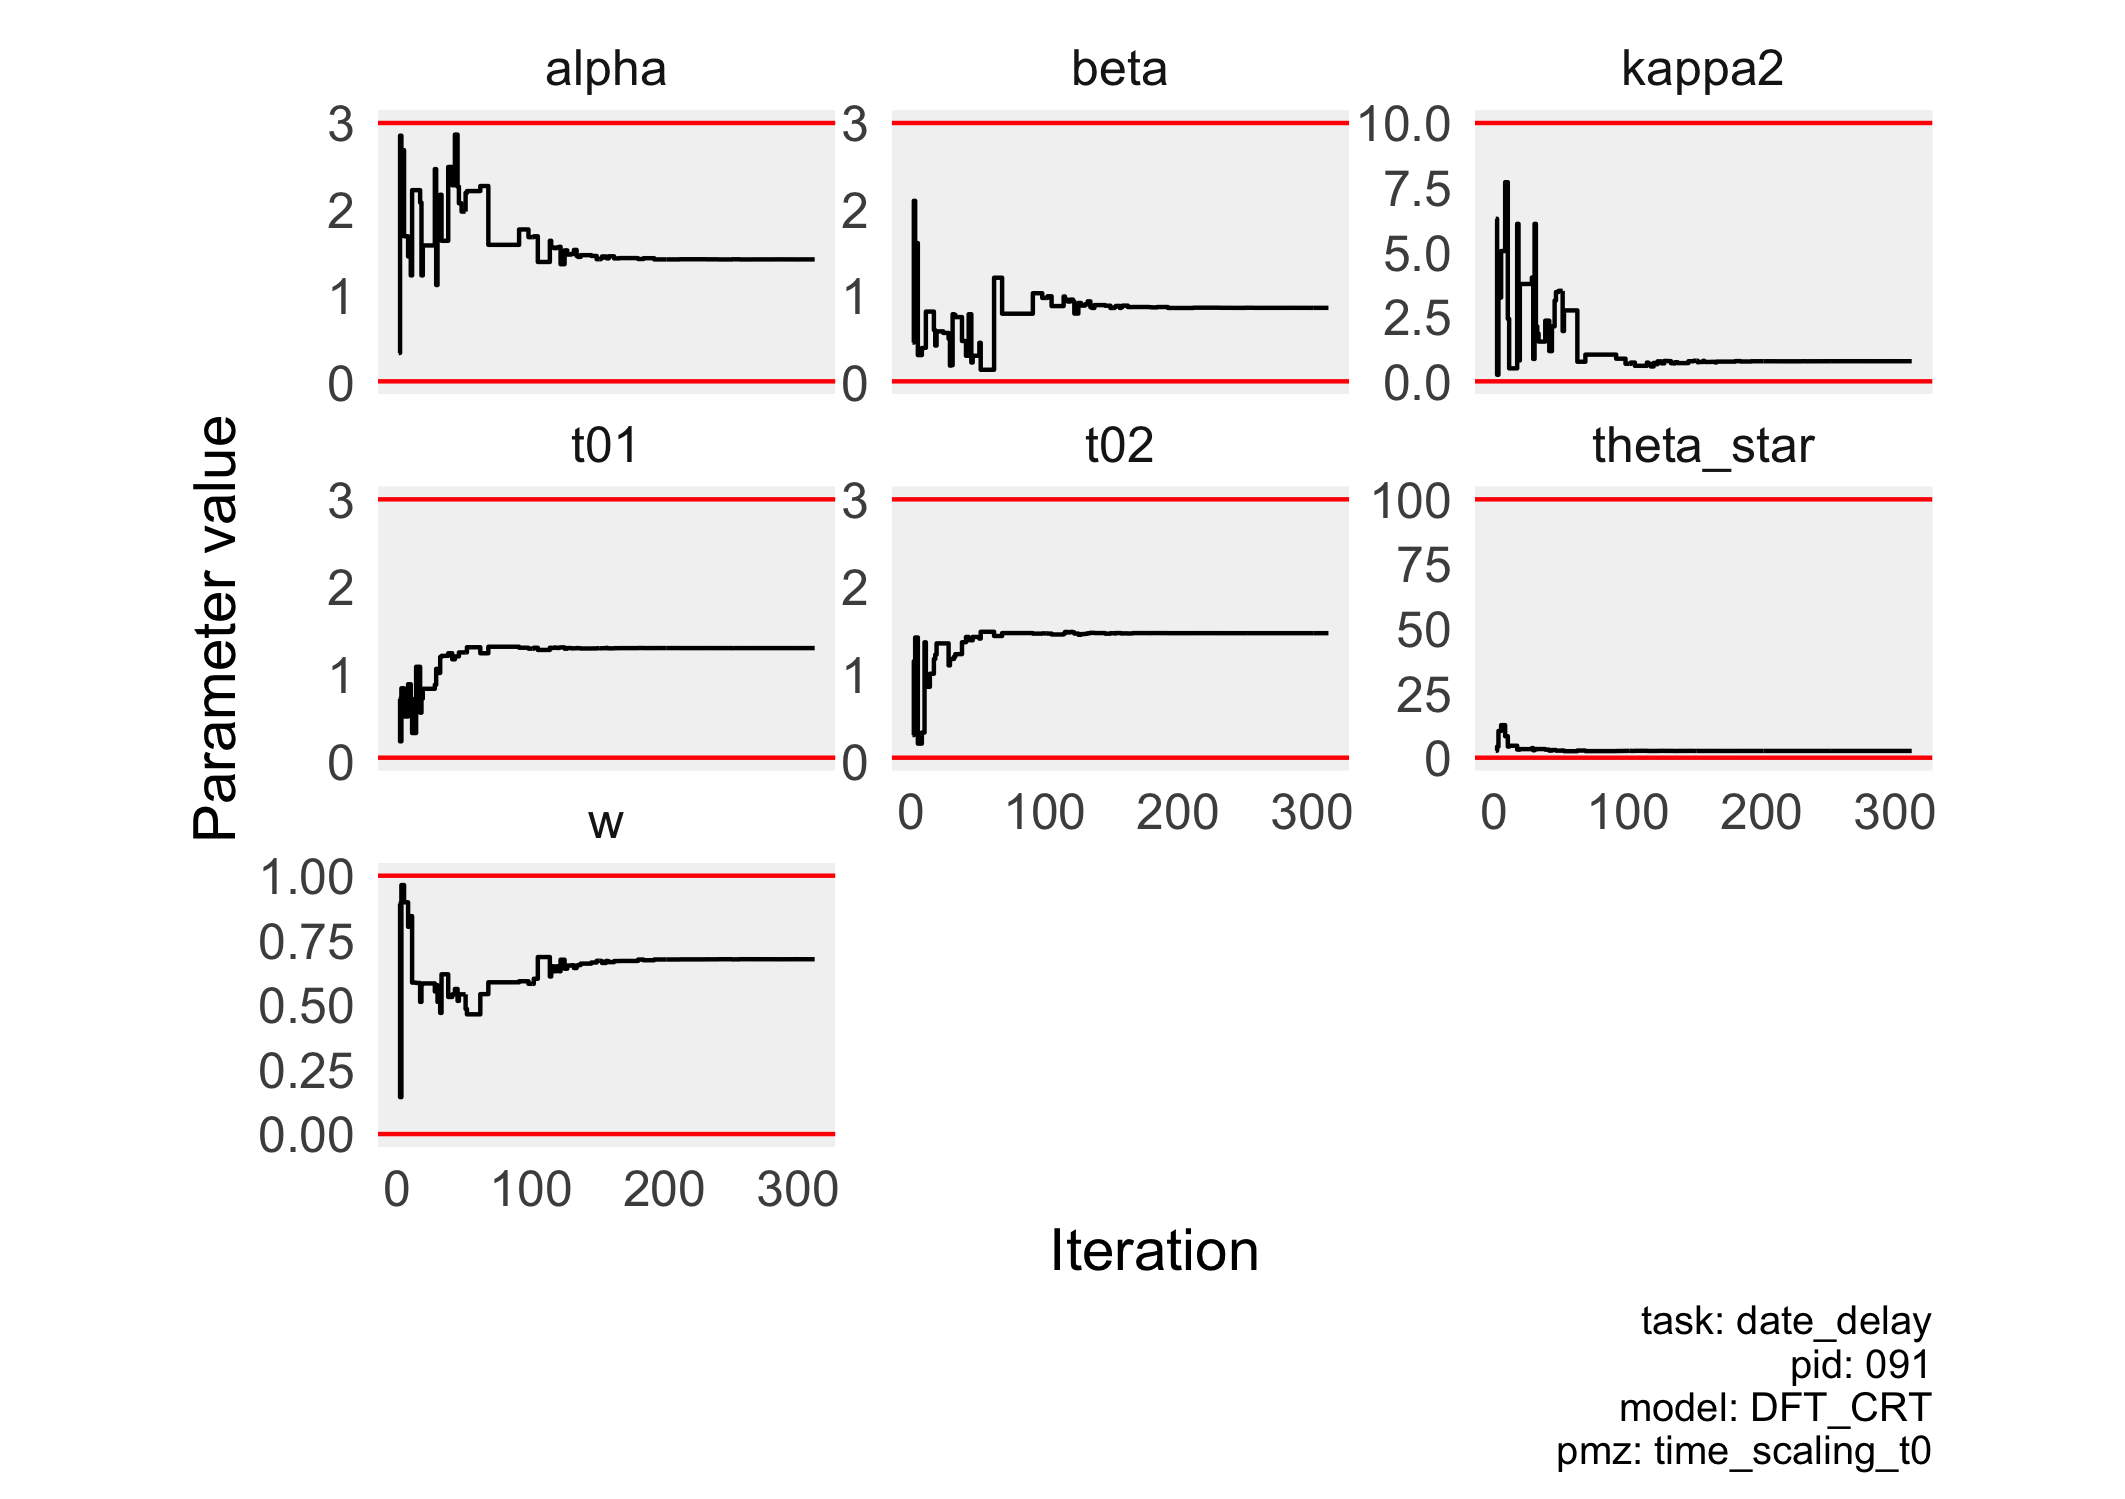 alpha beta kappa2
3 3 10.0
2 2 7.5
5.0
1 1 2.5
0 0 0.0
t01 t02 theta_star
3 3 100
2 2 75
50
1 1 25
0 0 0
0 100 200 300 0 100 200 300
w
1.00
0.75
0.50
0.25
0.00
0 100 200 300
Parameter value
Iteration
task: date_delay
pid: 091
model: DFT_CRT
pmz: time_scaling_t0